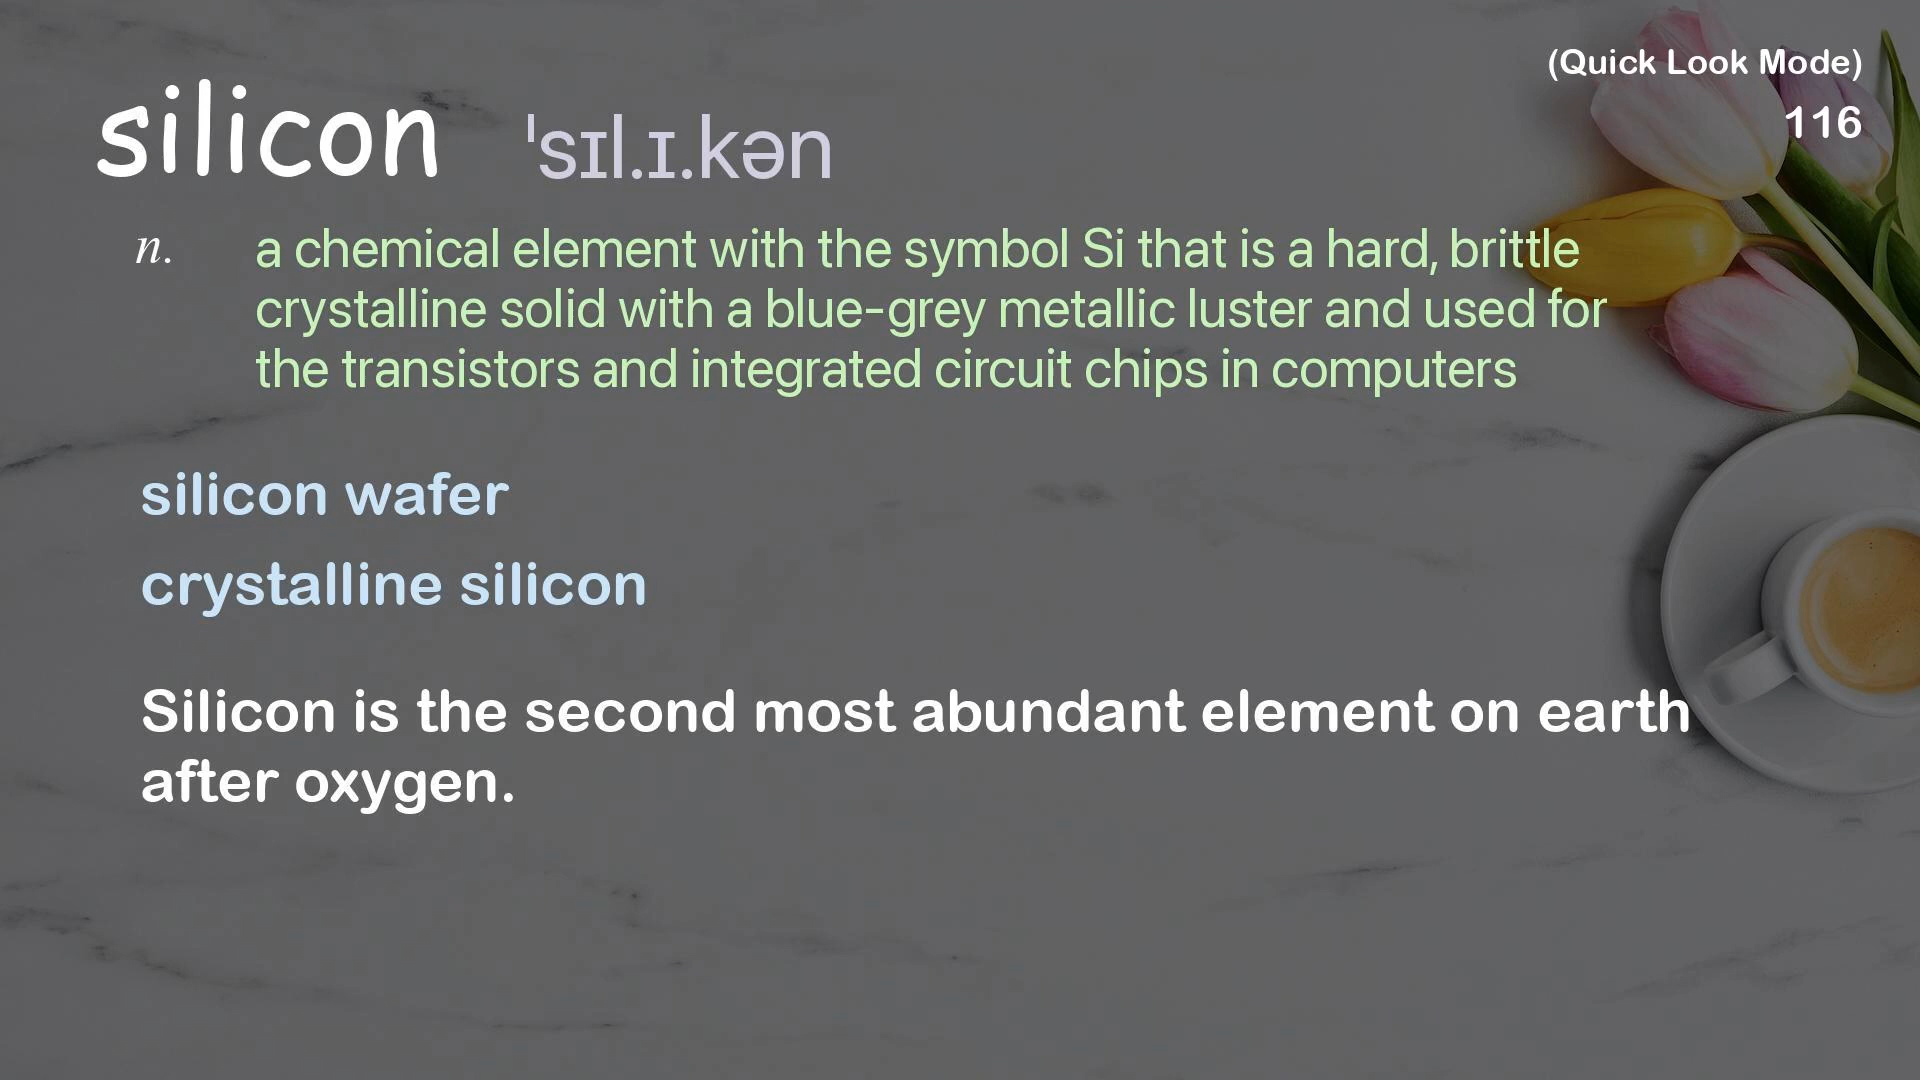 (Quick Look Mode)
116
silicon ˈsɪl.ɪ.kən
n. a chemical element with the symbol Si that is a hard, brittle
crystalline solid with a blue-grey metallic luster and used for
the transistors and integrated circuit chips in computers
silicon wafer
crystalline silicon
Silicon is the second most abundant element on earth
after oxygen.